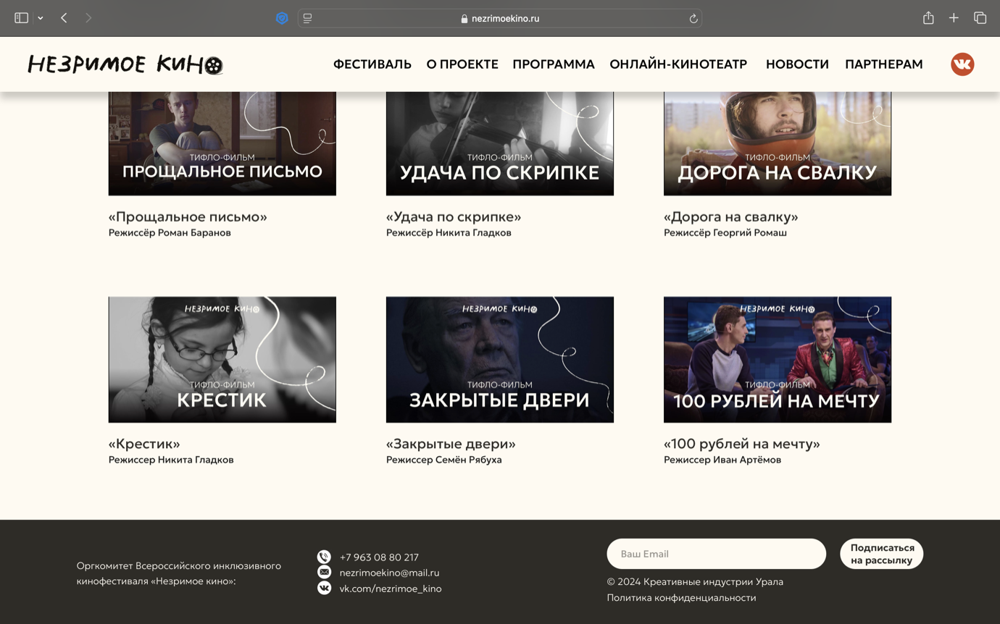 nezrimoekino.ru
НЕЗРИМОЕ КИНО
ФЕСТИВАЛЬ О ПРОЕКТЕ ПРОГРАММА ОНЛАЙН-КИНОТЕАТР НОВОСТИ ПАРТНЕРАМ
ТИФЛО-ФИЛЬМ
ПРОЩАЛЬНОЕ ПИСЬМО
ТИФЛО-ФИЛЬМ
УДАЧА ПО СКРИПКЕ
ТИФЛО-ФИЛЬМ
ДОРОГА НА СВАЛКУ
«Прощальное письмо»
Режиссёр Роман Баранов
«Удача по скрипке»
Режиссёр Никита Гладков
«Дорога на свалку»
Режиссёр Георгий Ромаш
НЕЗРИМОЕ КИНО
ТИФЛО-ФИЛЬМ
КРЕСТИК
НЕЗРИМОЕ КИНО
ТИФЛО-ФИЛЬМ
ЗАКРЫТЫЕ ДВЕРИ
НЕЗРИМОЕ КИНО
ТИФЛО-ФИЛЬМ
100 РУБЛЕЙ НА МЕЧТУ
«Крестик»
Режиссер Никита Гладков
«Закрытые двери»
Режиссер Семён Рябуха
«100 рублей на мечту»
Режиссер Иван Артёмов
Оргкомитет Всероссийского инклюзивного
кинофестиваля «Незримое кино»:
+7 963 08 80 217
nezrimoekino@mail.ru
vk.com/nezrimoe_kino
Ваш Email
Подписаться
на рассылку
© 2024 Креативные индустрии Урала
Политика конфиденциальности